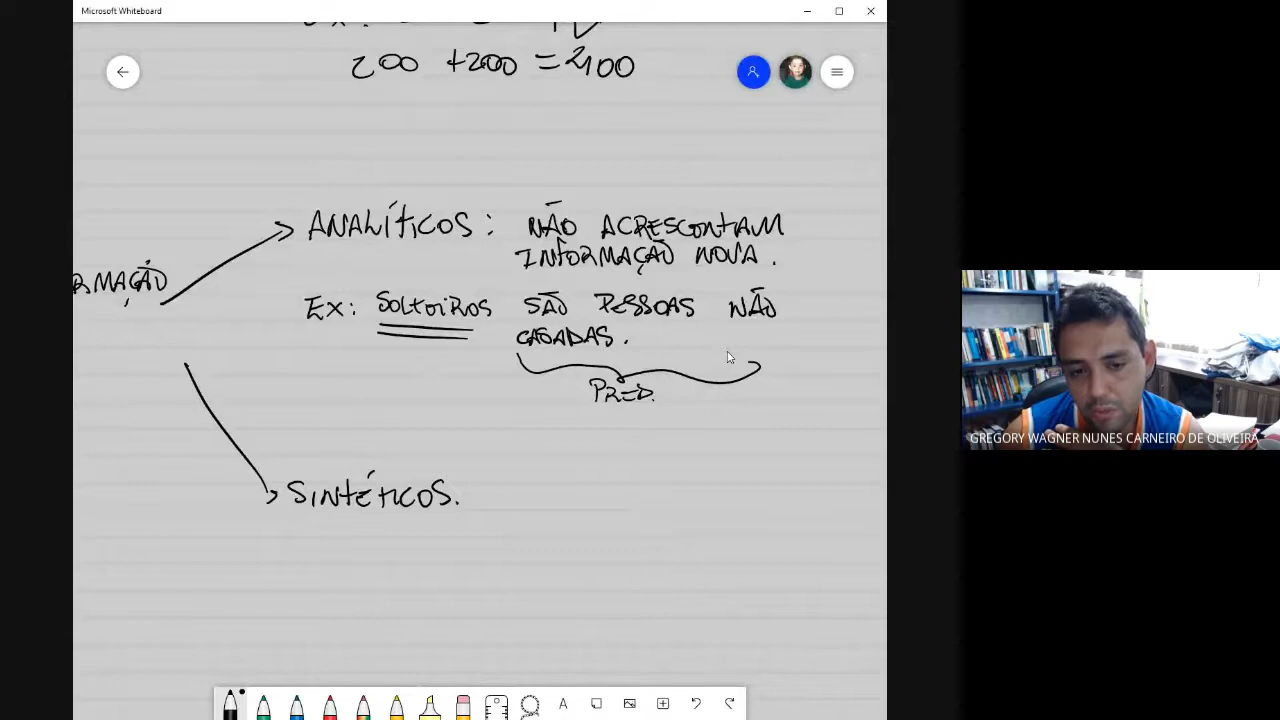 Microsoft Whiteboard
200 +200 = 400
ANALÍTICOS: NÃO ACRESCONTAM
INFORMAÇÃO NOVA.
RMAÇÃO
EX: SOLTEIROS SÃO PESSOAS NÃO
CASADAS.
PRED.
GREGORY WAGNER NUNES CARNEIRO DE OLIVEIRA
SINTÉTICOS.
A